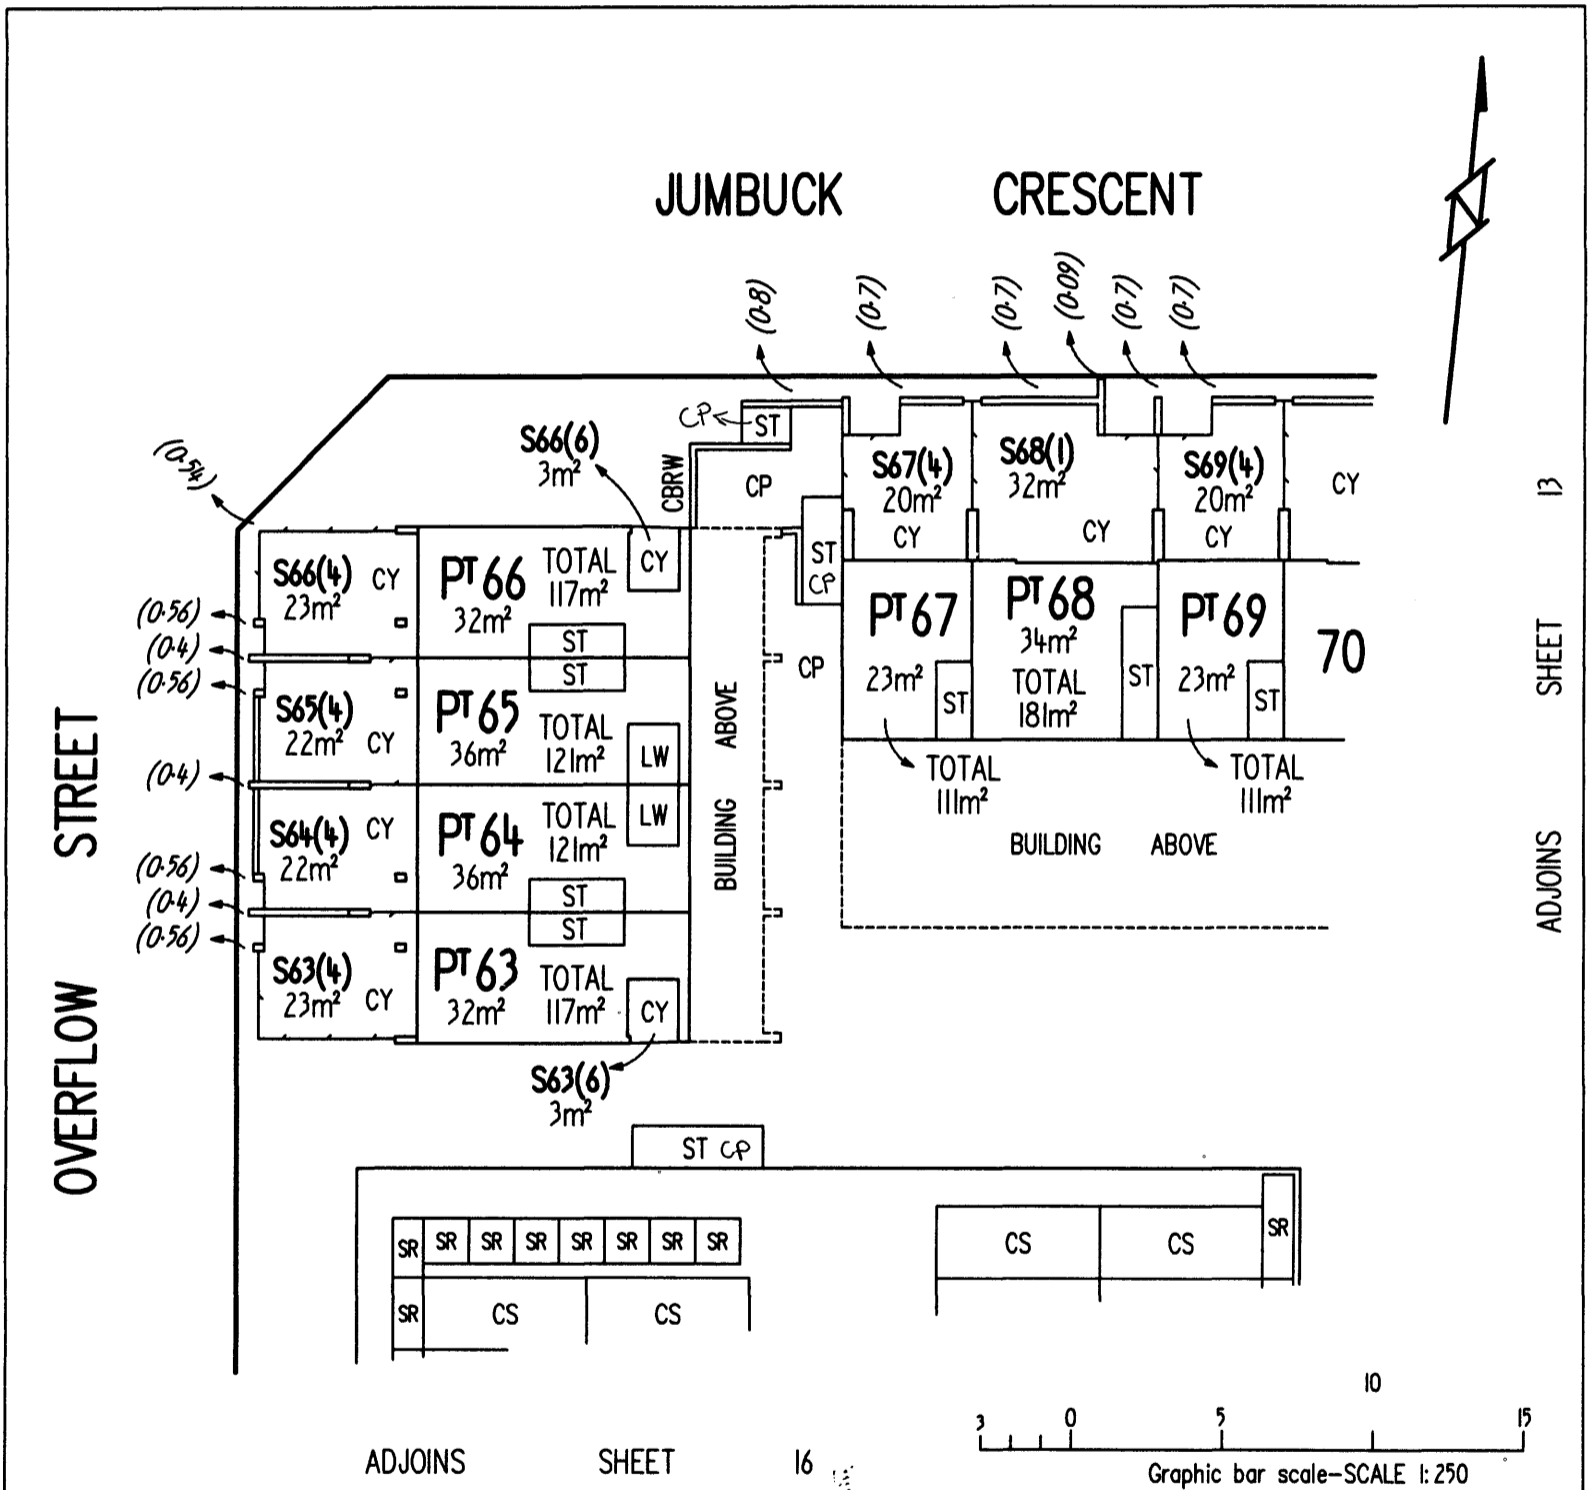 JUMBUCK CRESCENT
(0·8)
(0·7)
(0·7)
(0·09)
(0·7)
(0·7)
(0·54)
CP
ST
S66(6)
3m²
CBRW
CP
S67(4)
20m²
CY
S68(1)
32m²
CY
S69(4)
20m²
CY
CY
13
SHEET
ADJOINS
S66(4)
23m²
CY
PT 66
32m²
TOTAL
117m²
CY
ST
ST
CP
(0·56)
(0·4)
(0·56)
ST
CP
PT 67
23m²
ST
TOTAL
111m²
PT 68
34m²
TOTAL
181m²
ST
PT 69
23m²
ST
TOTAL
111m²
70
S65(4)
22m²
CY
PT 65
36m²
TOTAL
121m²
LW
BUILDING ABOVE
(0·4)
S64(4)
22m²
CY
PT 64
36m²
TOTAL
121m²
LW
BUILDING ABOVE
(0·56)
(0·4)
(0·56)
ST
ST
S63(4)
23m²
CY
PT 63
32m²
TOTAL
117m²
CY
S63(6)
3m²
OVERFLOW STREET
ST CP
SR
SR
SR
SR
SR
SR
SR
SR
SR
CS
CS
CS
CS
SR
ADJOINS SHEET 16
3 0 5 10 15
Graphic bar scale-SCALE 1:250